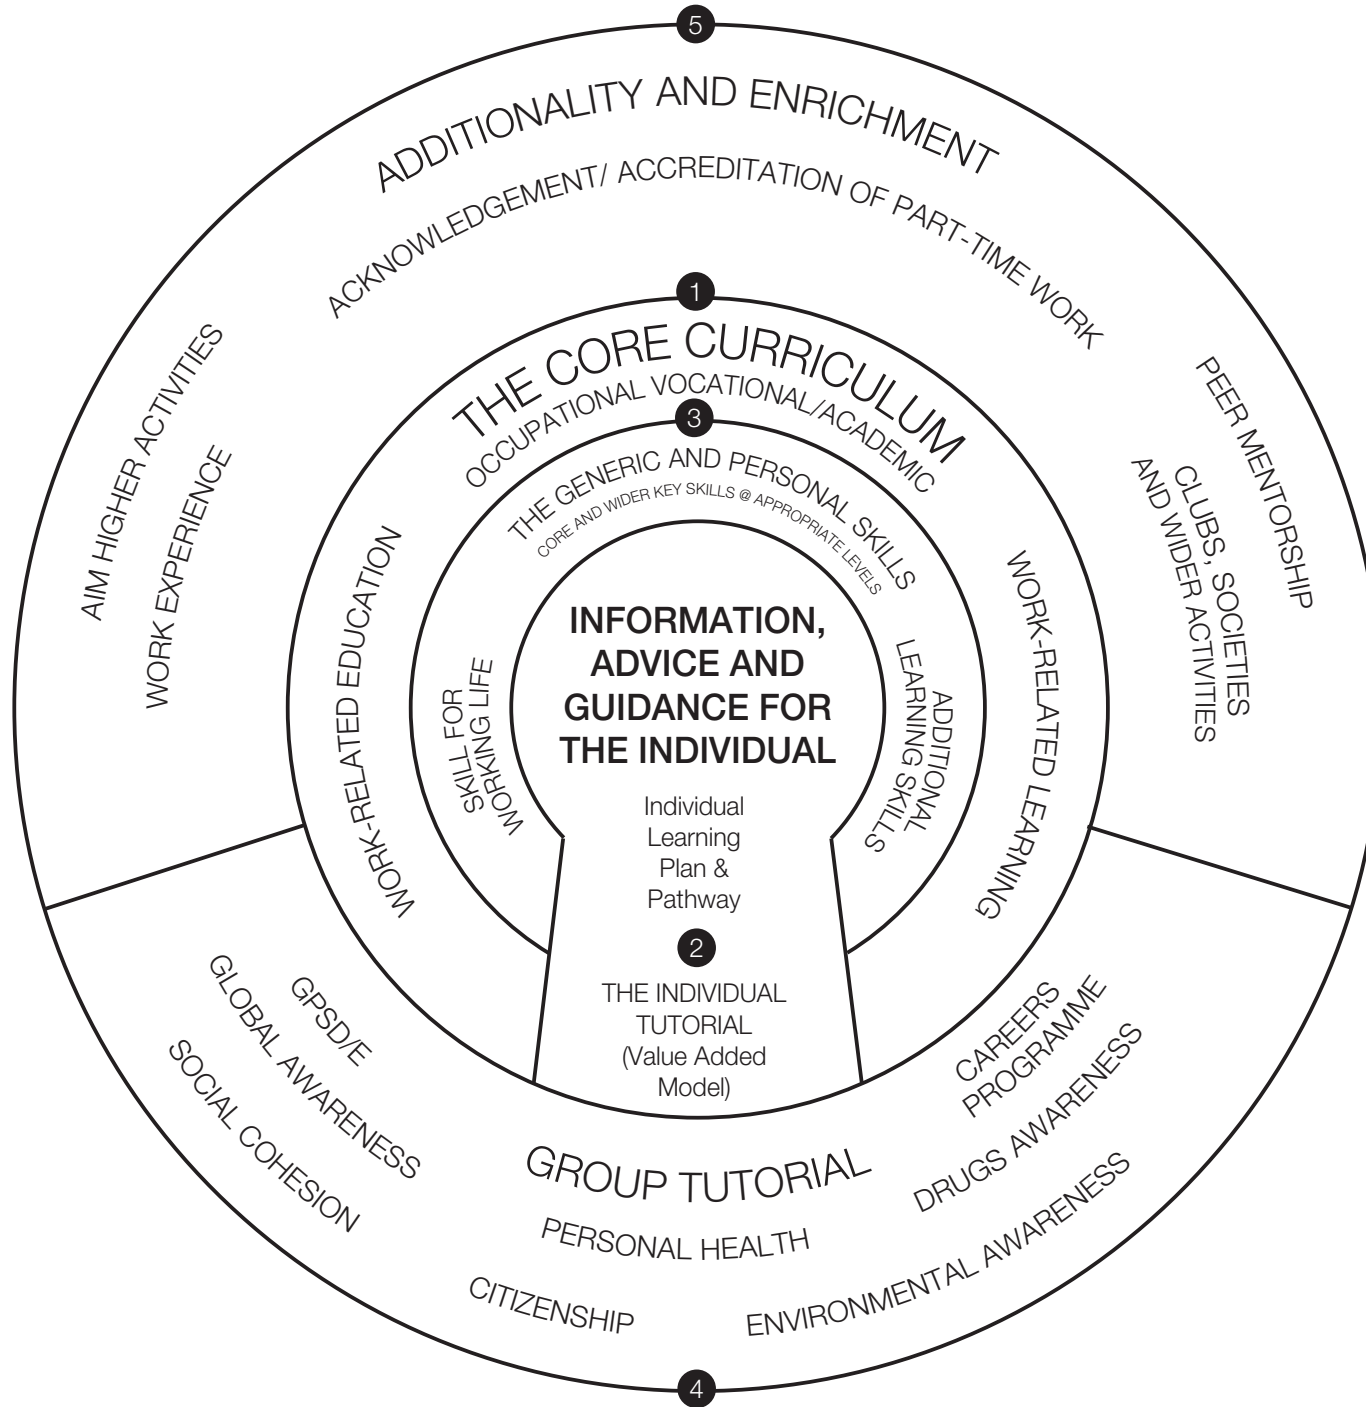 5
ADDITIONALITY AND ENRICHMENT
ACKNOWLEDGEMENT/ ACCREDITATION OF PART-TIME WORK
AIM HIGHER ACTIVITIES
WORK EXPERIENCE
PEER MENTORSHIP
CLUBS, SOCIETIES
AND WIDER ACTIVITIES
1
THE CORE CURRICULUM
OCCUPATIONAL VOCATIONAL/ACADEMIC
WORK-RELATED EDUCATION
WORK-RELATED LEARNING
3
THE GENERIC AND PERSONAL SKILLS
CORE AND WIDER KEY SKILLS @ APPROPRIATE LEVELS
SKILL FOR
WORKING LIFE
ADDITIONAL
LEARNING SKILLS
INFORMATION,
ADVICE AND
GUIDANCE FOR
THE INDIVIDUAL
Individual
Learning
Plan &
Pathway
2
THE INDIVIDUAL
TUTORIAL
(Value Added
Model)
GPSD/E
GLOBAL AWARENESS
SOCIAL COHESION
CAREERS
PROGRAMME
DRUGS AWARENESS
ENVIRONMENTAL AWARENESS
GROUP TUTORIAL
PERSONAL HEALTH
CITIZENSHIP
4